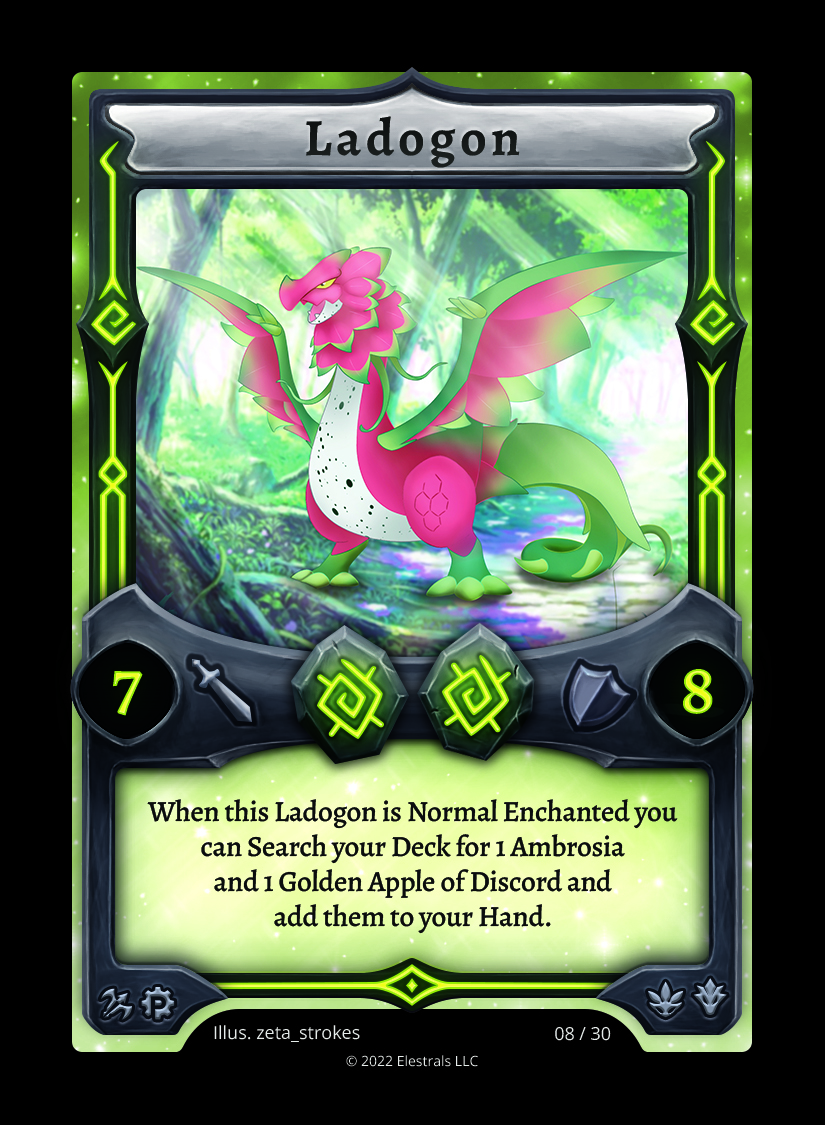 Ladogon
7
8
When this Ladogon is Normal Enchanted you
can Search your Deck for 1 Ambrosia
and 1 Golden Apple of Discord and
add them to your Hand.
P
Illus. zeta_strokes
08 / 30
© 2022 Elestrals LLC